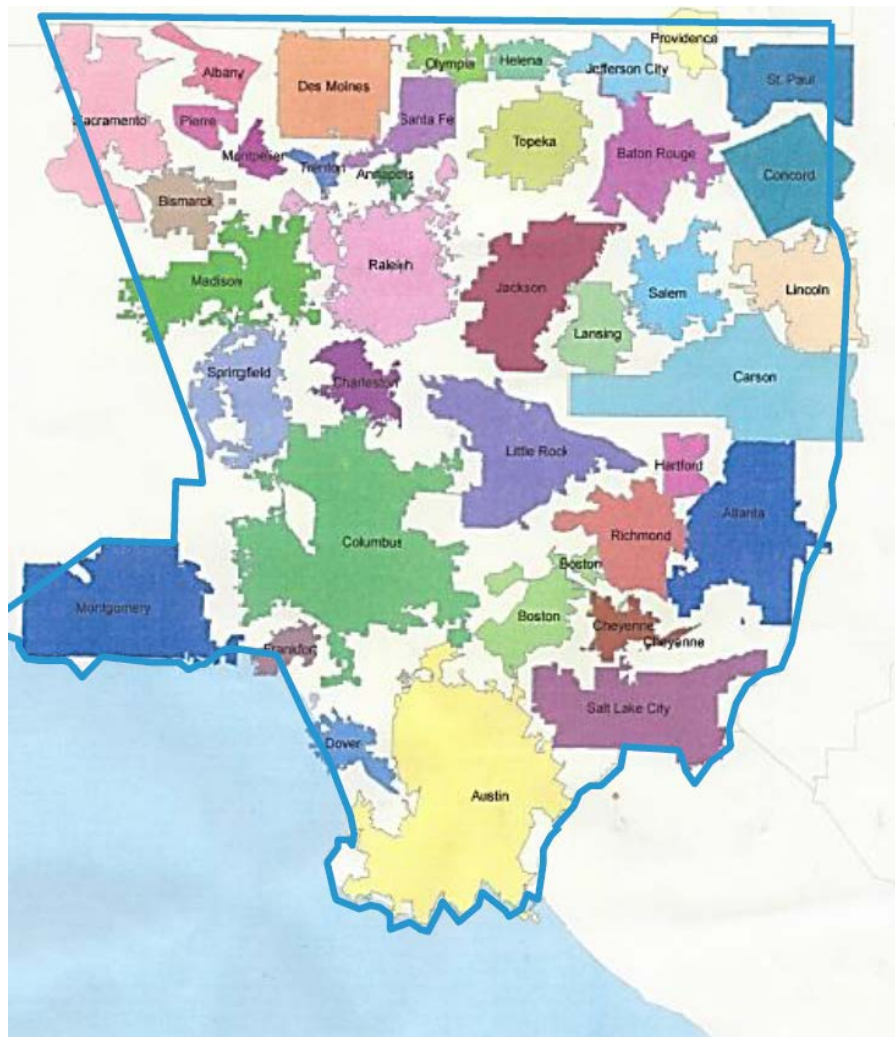 Providence
Olympia
Helena
Jefferson City
Albany
Des Moines
St. Paul
Sacramento
Pierre
Santa Fe
Topeka
Baton Rouge
Montpelier
Trenton
Annapolis
Concord
Bismarck
Raleigh
Madison
Jackson
Salem
Lincoln
Lansing
Springfield
Charleston
Carson
Little Rock
Hartford
Atlanta
Columbus
Richmond
Boston
Montgomery
Boston
Cheyenne
Cheyenne
Frankfort
Salt Lake City
Dover
Austin